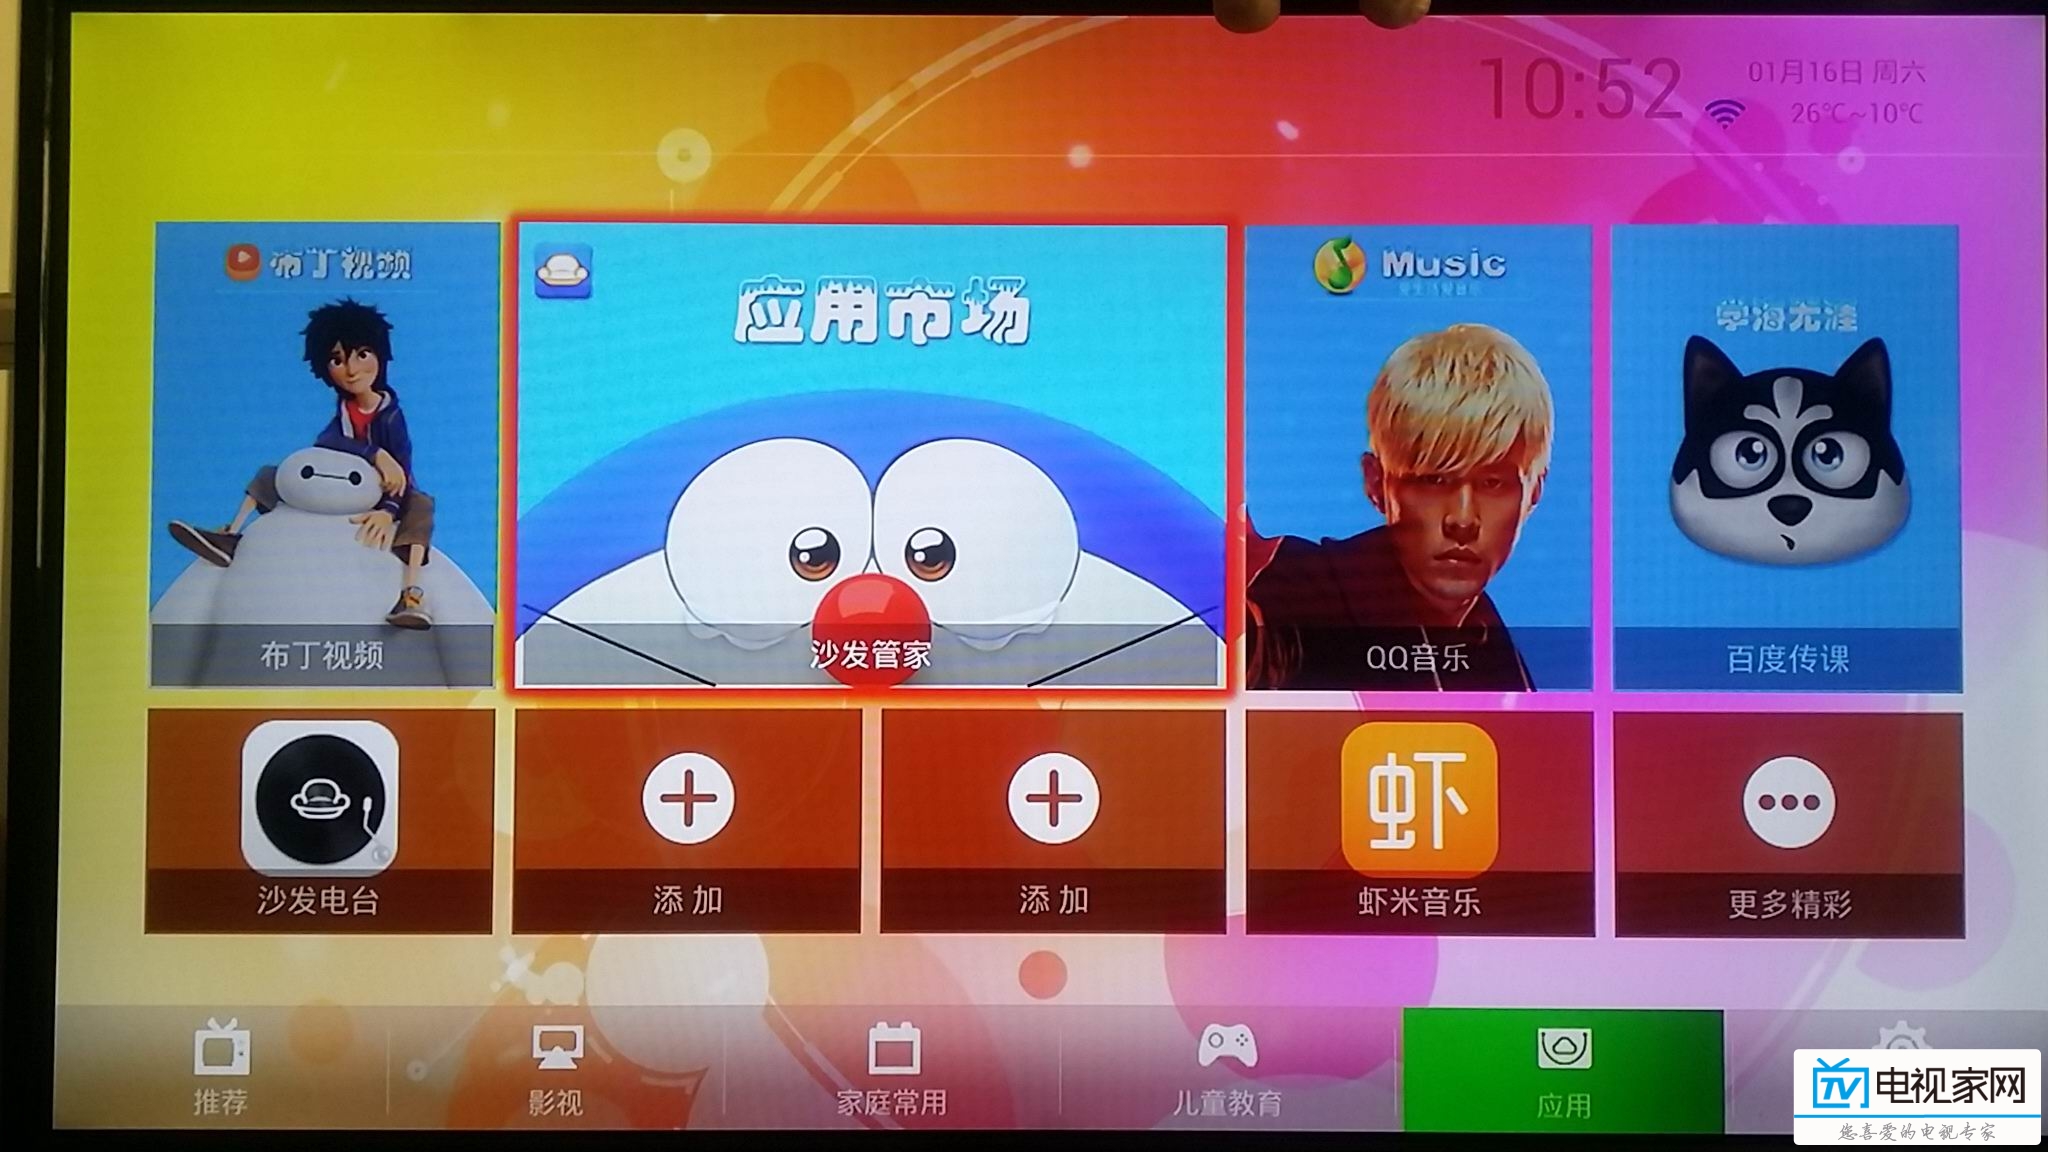 10:52
01月16日 周六
26℃~10℃
布丁视频
应用市场
Music
学海无涯
布丁视频
沙发管家
QQ音乐
百度传课
虾
沙发电台
添加
添加
虾米音乐
更多精彩
推荐
影视
家庭常用
儿童教育
应用
TV 电视家网
您喜爱的电视专家